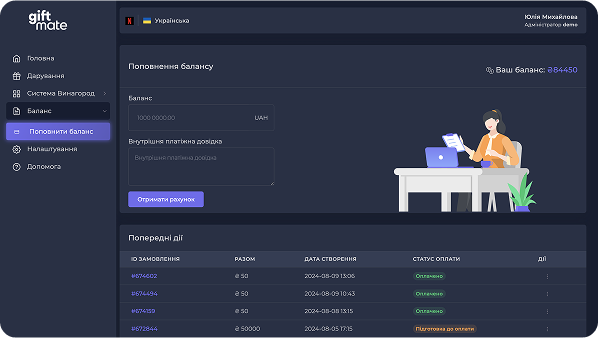 gift
mate
Українська
Юлія Михайлова
Адміністратор demo
Головна
Дарування
Система Винагород
Баланс
Поповнити баланс
Налаштування
Допомога
Поповнення балансу
Ваш баланс: ₴84450
Баланс
1000 0000.00 UAH
Внутрішня платіжна довідка
Внутрішня платіжна довідка
Отримати рахунок
Попередні дії
ID ЗАМОВЛЕННЯ РАЗОМ ДАТА СТВОРЕННЯ СТАТУС ОПЛАТИ ДІЇ
#674602 ₴ 50 2024-08-09 13:06 Оплачено
#674494 ₴ 50 2024-08-09 10:43 Оплачено
#674159 ₴ 50 2024-08-08 13:15 Оплачено
#672844 ₴ 50000 2024-08-05 17:15 Підготовка до оплати